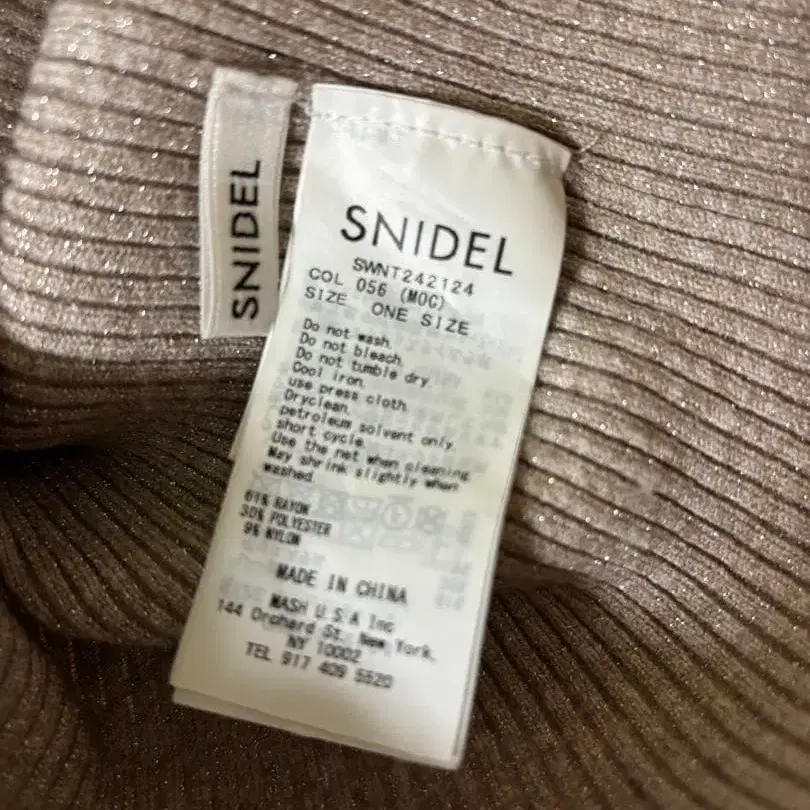 SNIDEL
SNIDEL
SWNT242124
COL 056 (MOC)
SIZE ONE SIZE
Do not wash.
Do not bleach.
Do not tumble dry.
Cool iron.
use press cloth.
Dryclean.
petroleum solvent only.
short cycle.
Use the net when cleaning.
May shrink slightly when
washed.
61% RAYON
30% POLYESTER
9% NYLON
MADE IN CHINA
MASH U S A Inc
144 Orchard St. New York.
NY 10002
TEL 917 409 5520